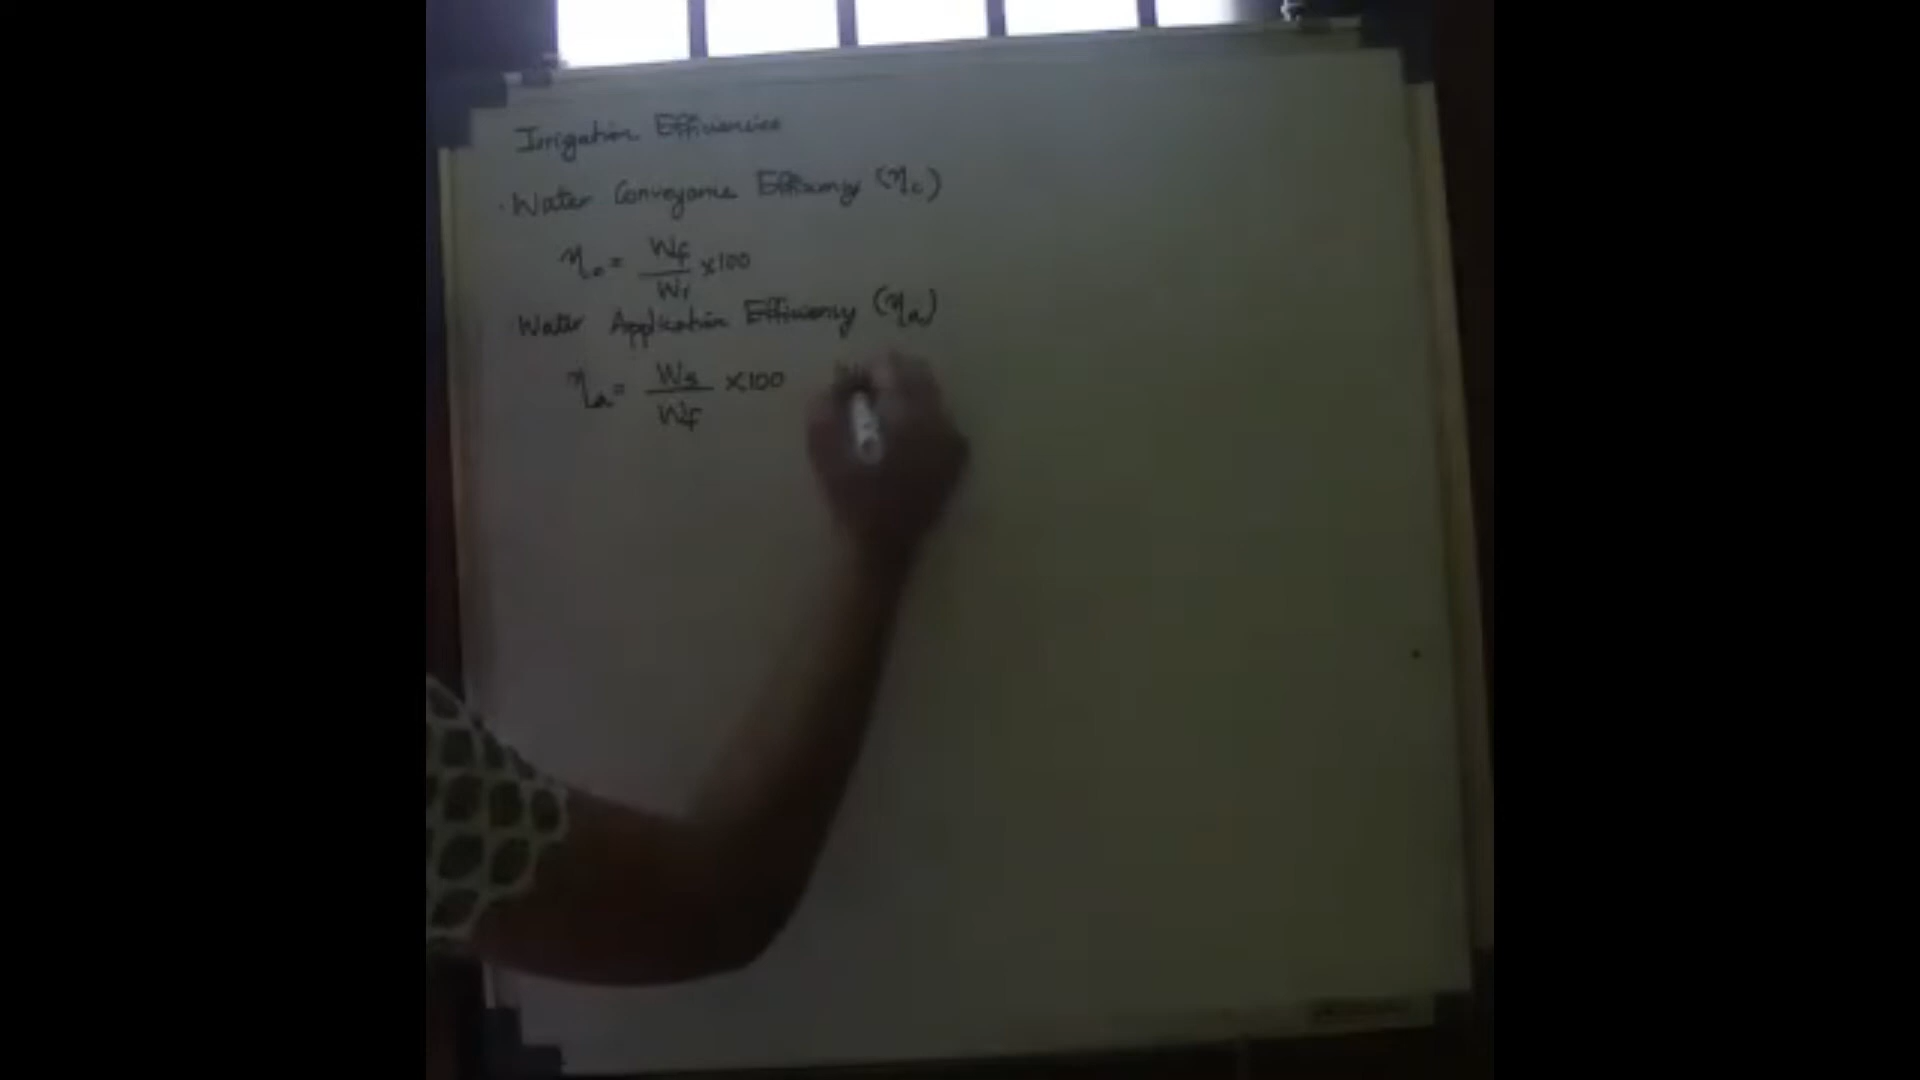 Irrigation Efficiencies
· Water Conveyance Efficiency (ηc)
ηc = Wf/Wr ×100
Water Application Efficiency (ηa)
ηa = Ws/Wf ×100